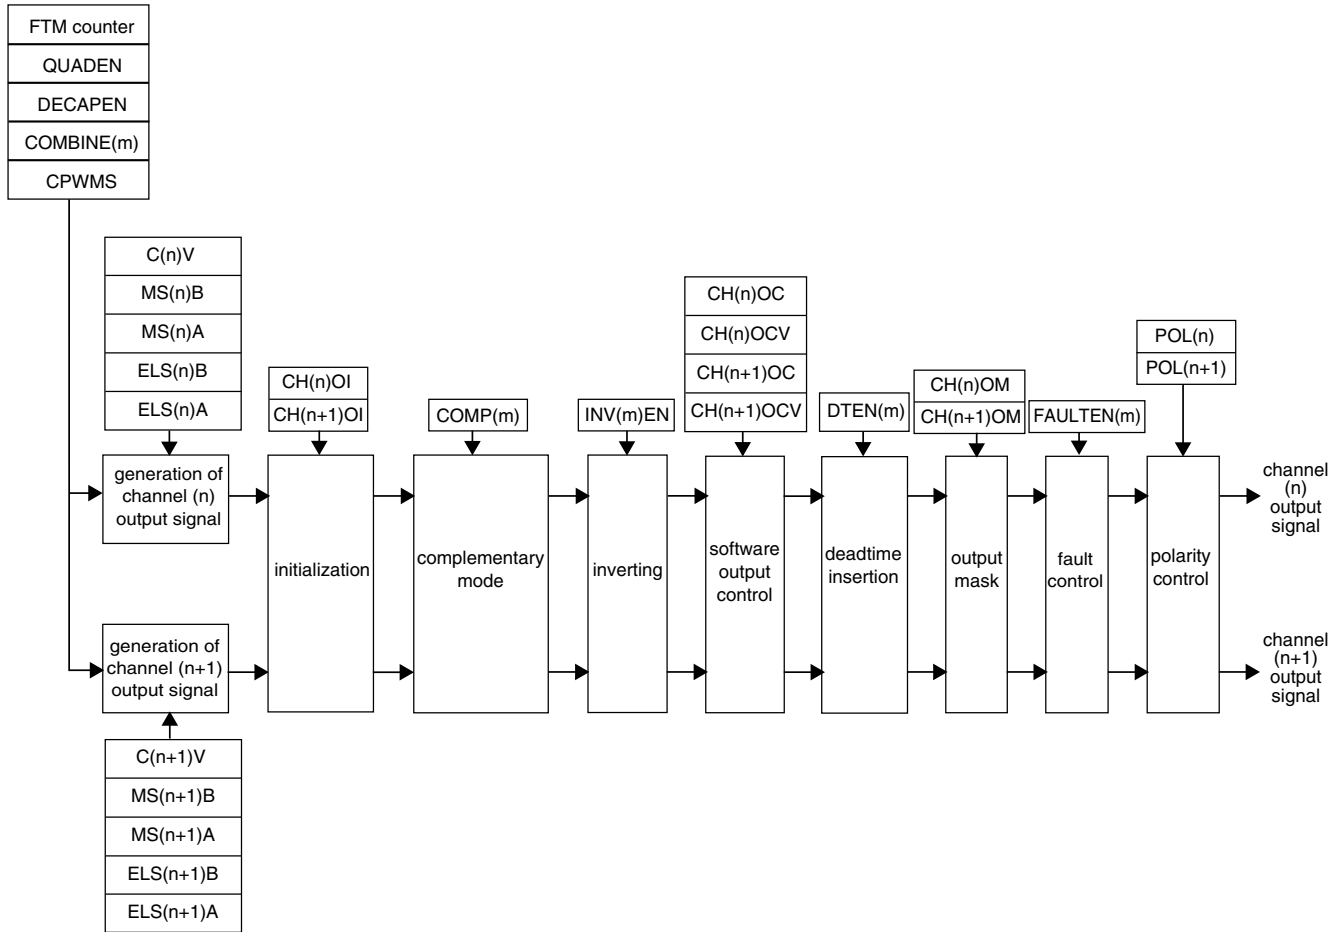 FTM counter
QUADEN
DECAPEN
COMBINE(m)
CPWMS
C(n)V
MS(n)B
MS(n)A
ELS(n)B
ELS(n)A
CH(n)OI
CH(n+1)OI
COMP(m)
INV(m)EN
CH(n)OC
CH(n)OCV
CH(n+1)OC
CH(n+1)OCV
DTEN(m)
CH(n)OM
CH(n+1)OM
FAULTEN(m)
POL(n)
POL(n+1)
generation of
channel (n)
output signal
initialization
complementary
mode
inverting
software
output
control
deadtime
insertion
output
mask
fault
control
polarity
control
channel
(n)
output
signal
generation of
channel (n+1)
output signal
channel
(n+1)
output
signal
C(n+1)V
MS(n+1)B
MS(n+1)A
ELS(n+1)B
ELS(n+1)A